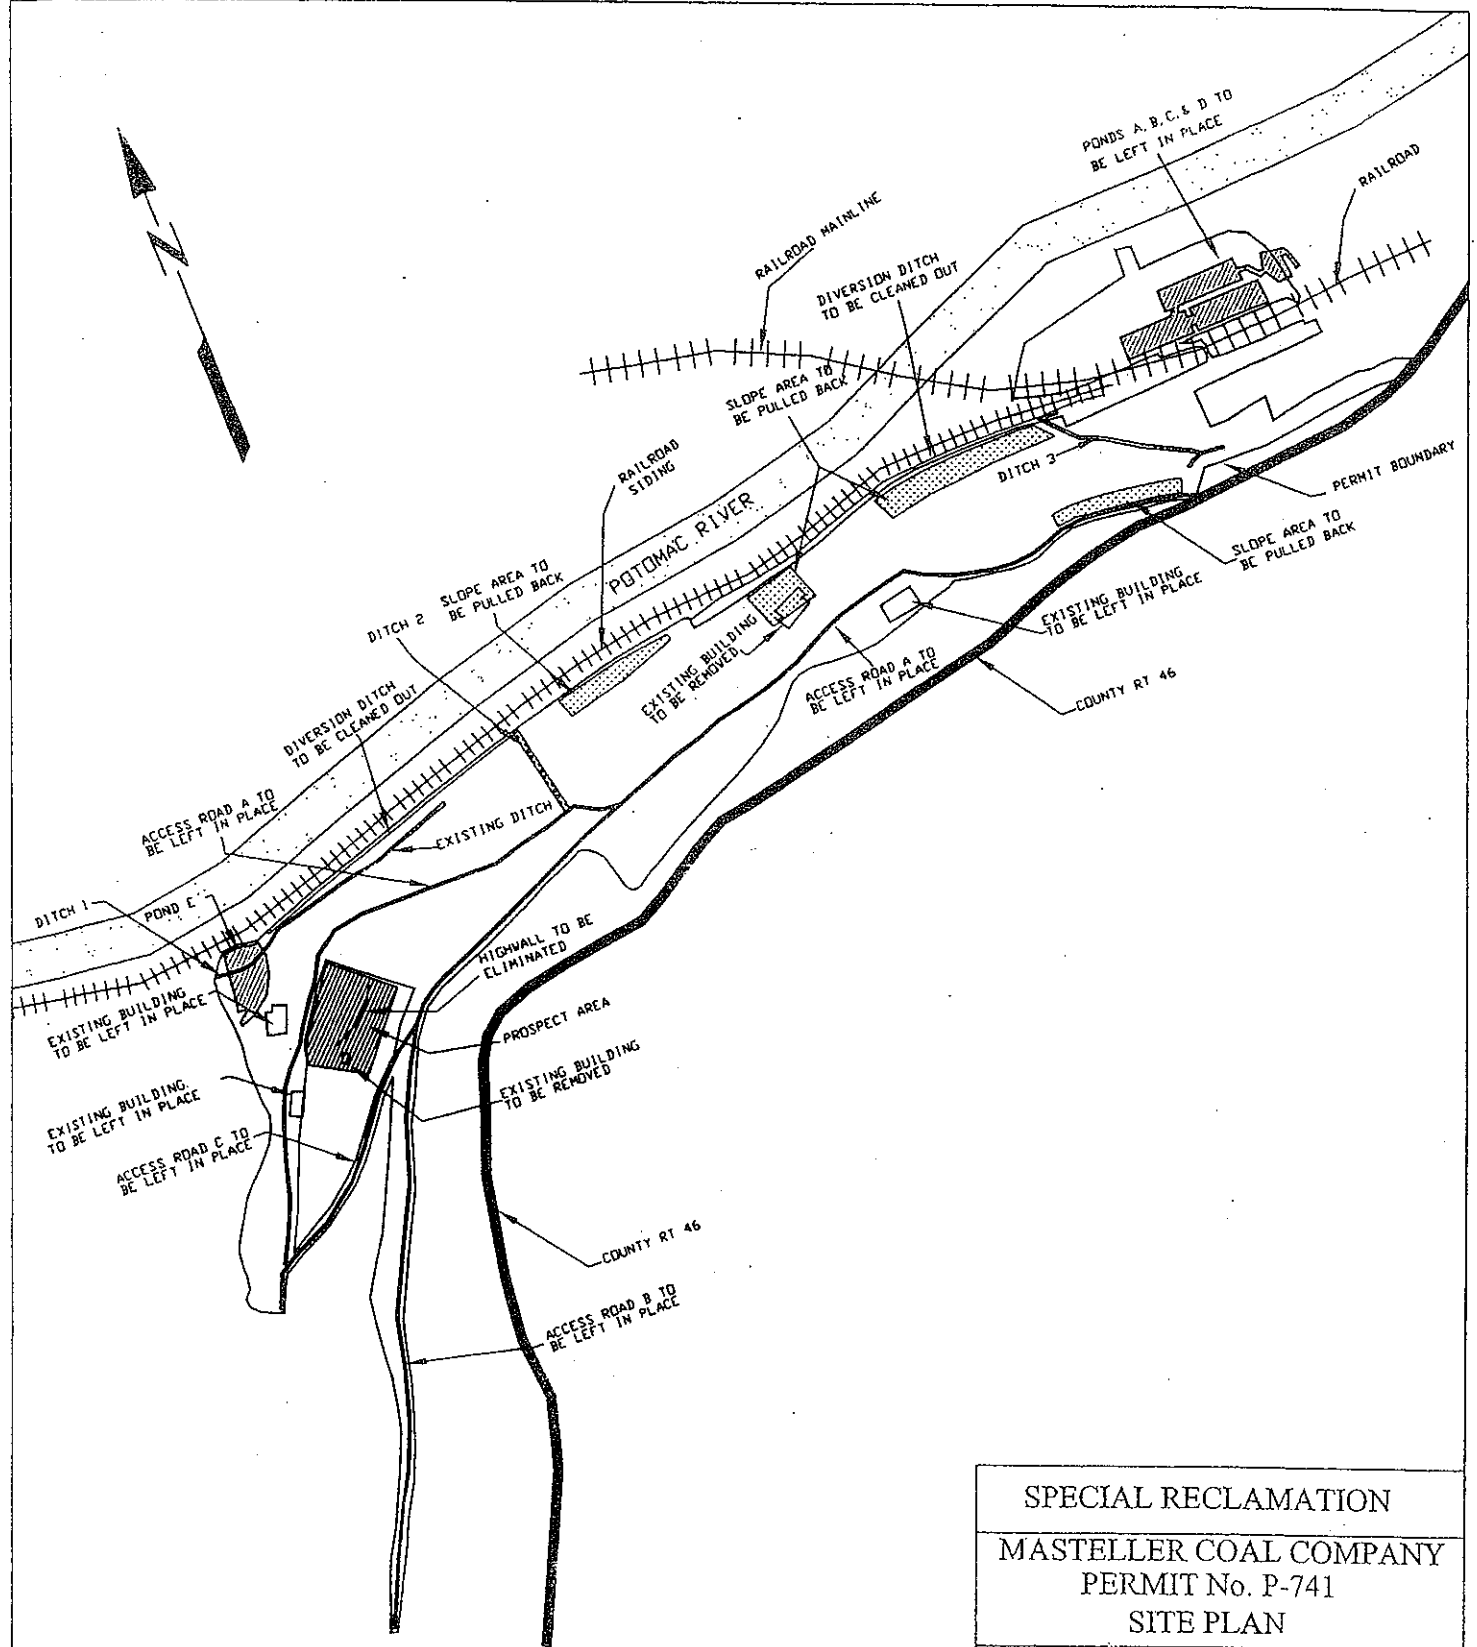 PONDS A, B, C, & D TO
BE LEFT IN PLACE
RAILROAD
RAILROAD MAINLINE
DIVERSION DITCH
TO BE CLEANED OUT
N
SLOPE AREA TO
BE PULLED BACK
RAILROAD
SIDING
DITCH 3
PERMIT BOUNDARY
POTOMAC RIVER
SLOPE AREA TO
BE PULLED BACK
SLOPE AREA TO
BE PULLED BACK
DITCH 2
EXISTING BUILDING
TO BE LEFT IN PLACE
EXISTING BUILDING
TO BE REMOVED
ACCESS ROAD A TO
BE LEFT IN PLACE
COUNTY RT 46
DIVERSION DITCH
TO BE CLEANED OUT
ACCESS ROAD A TO
BE LEFT IN PLACE
EXISTING DITCH
DITCH 1
POND E
HIGHWALL TO BE
ELIMINATED
EXISTING BUILDING
TO BE LEFT IN PLACE
PROSPECT AREA
EXISTING BUILDING
TO BE REMOVED
EXISTING BUILDING.
TO BE LEFT IN PLACE
ACCESS ROAD C TO
BE LEFT IN PLACE
COUNTY RT 46
ACCESS ROAD B TO
BE LEFT IN PLACE
SPECIAL RECLAMATION
MASTELLER COAL COMPANY
PERMIT No. P-741
SITE PLAN